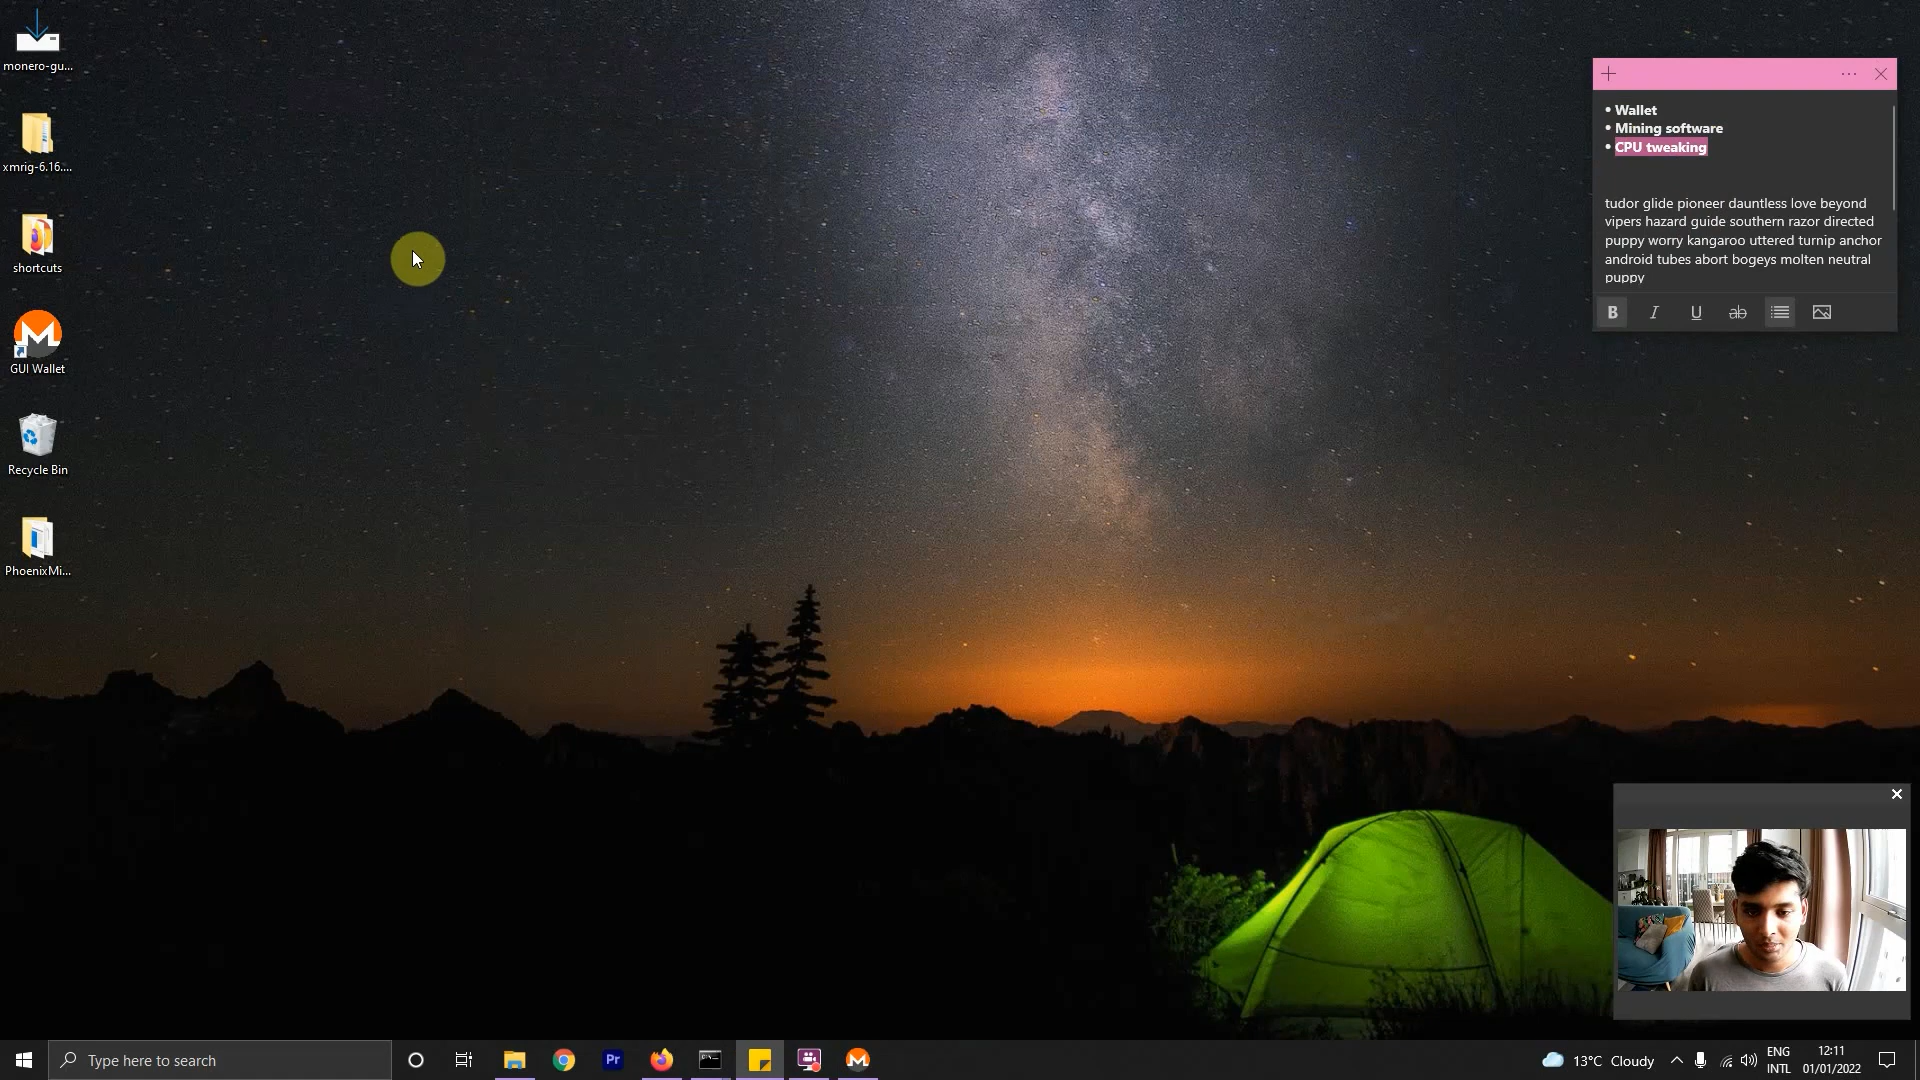 monero-gu...
xmrig-6.16....
shortcuts
GUI Wallet
Recycle Bin
PhoenixMi...
• Wallet
• Mining software
• CPU tweaking
tudor glide pioneer dauntless love beyond
vipers hazard guide southern razor directed
puppy worry kangaroo uttered turnip anchor
android tubes abort bogeys molten neutral
puppy
B I U ab
Type here to search
Pr
13°C Cloudy
ENG
INTL
12:11
01/01/2022